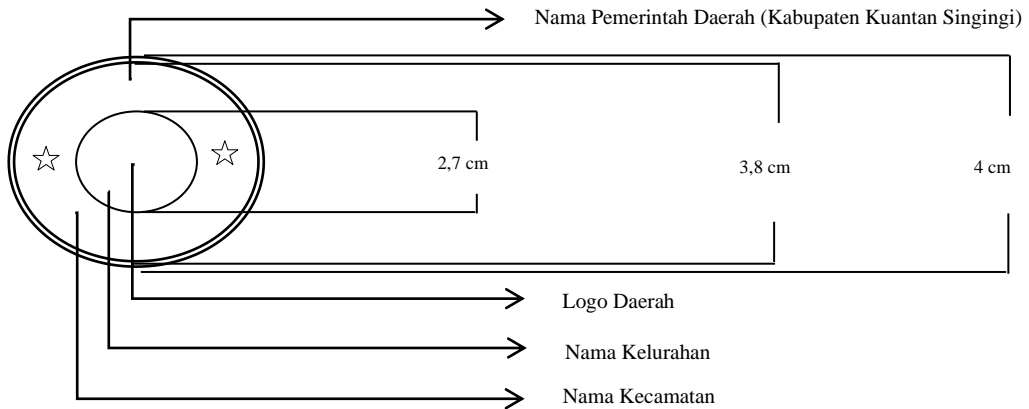 Nama Pemerintah Daerah (Kabupaten Kuantan Singingi)
2,7 cm
3,8 cm
4 cm
Logo Daerah
Nama Kelurahan
Nama Kecamatan